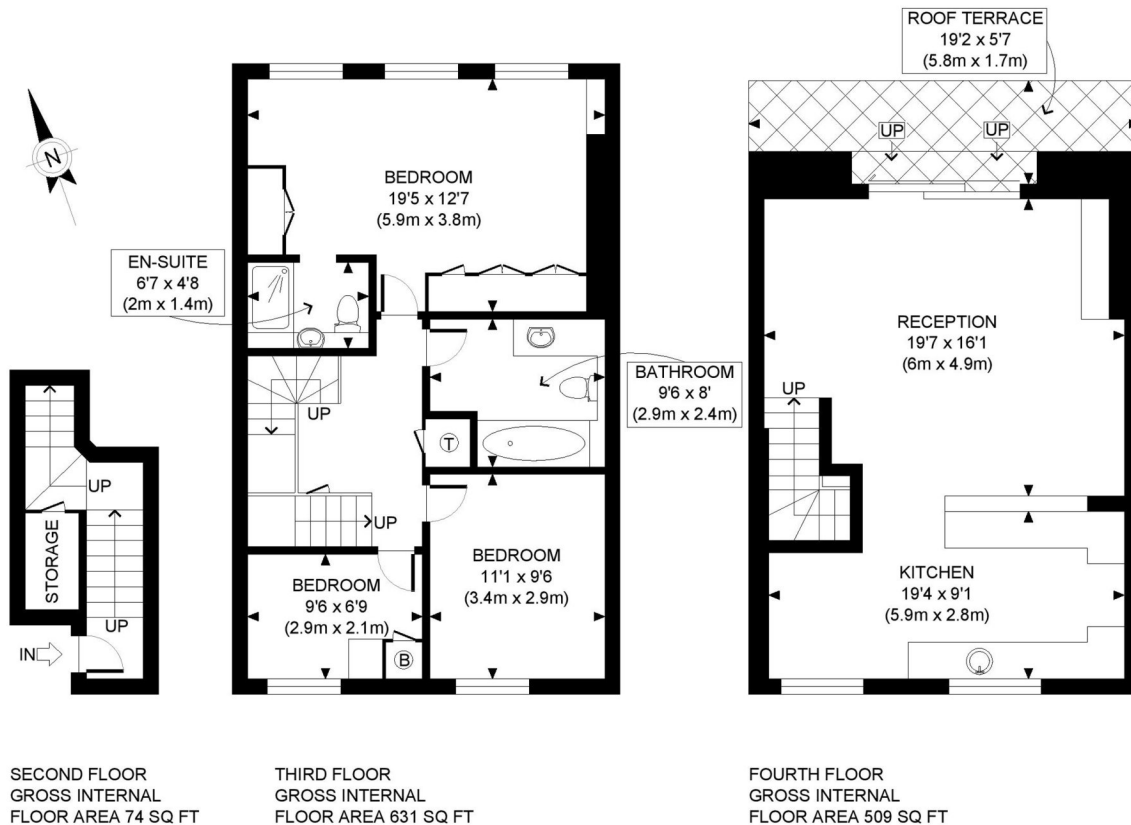 ROOF TERRACE
19'2 x 5'7
(5.8m x 1.7m)
UP
UP
N
BEDROOM
19'5 x 12'7
(5.9m x 3.8m)
EN-SUITE
6'7 x 4'8
(2m x 1.4m)
RECEPTION
19'7 x 16'1
(6m x 4.9m)
BATHROOM
9'6 x 8'
(2.9m x 2.4m)
UP
UP
T
UP
STORAGE
UP
BEDROOM
11'1 x 9'6
(3.4m x 2.9m)
BEDROOM
9'6 x 6'9
(2.9m x 2.1m)
KITCHEN
19'4 x 9'1
(5.9m x 2.8m)
UP
IN
B
SECOND FLOOR
GROSS INTERNAL
FLOOR AREA 74 SQ FT
THIRD FLOOR
GROSS INTERNAL
FLOOR AREA 631 SQ FT
FOURTH FLOOR
GROSS INTERNAL
FLOOR AREA 509 SQ FT